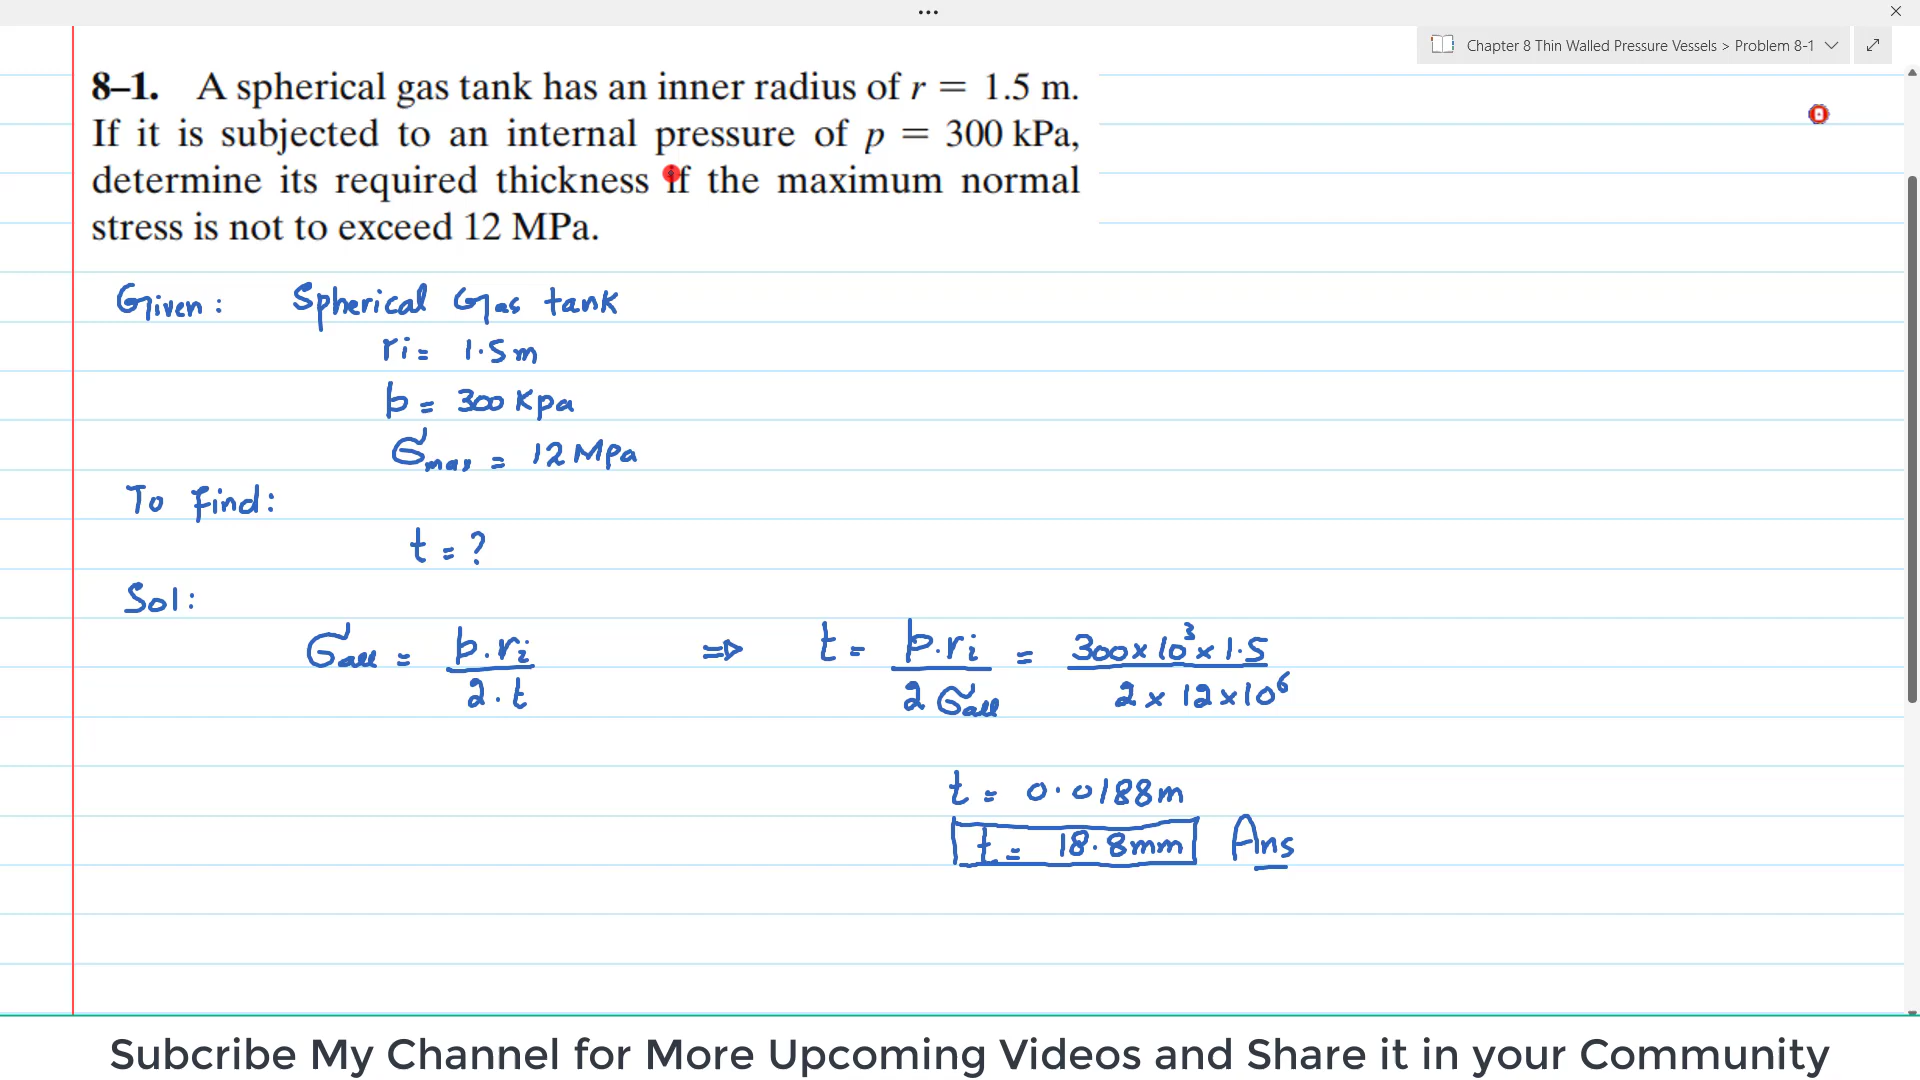 Chapter 8 Thin Walled Pressure Vessels > Problem 8-1
8–1. A spherical gas tank has an inner radius of r = 1.5 m.
If it is subjected to an internal pressure of p = 300 kPa,
determine its required thickness if the maximum normal
stress is not to exceed 12 MPa.
Given: Spherical Gas tank
ri = 1.5m
p = 300 Kpa
σmax = 12 Mpa
To find:
t = ?
Sol:
σall = p.ri / 2.t ⇒ t = p.ri / 2 σall = 300x10³x1.5 / 2x12x10⁶
t = 0.0188m
t = 18.8mm Ans
Subcribe My Channel for More Upcoming Videos and Share it in your Community